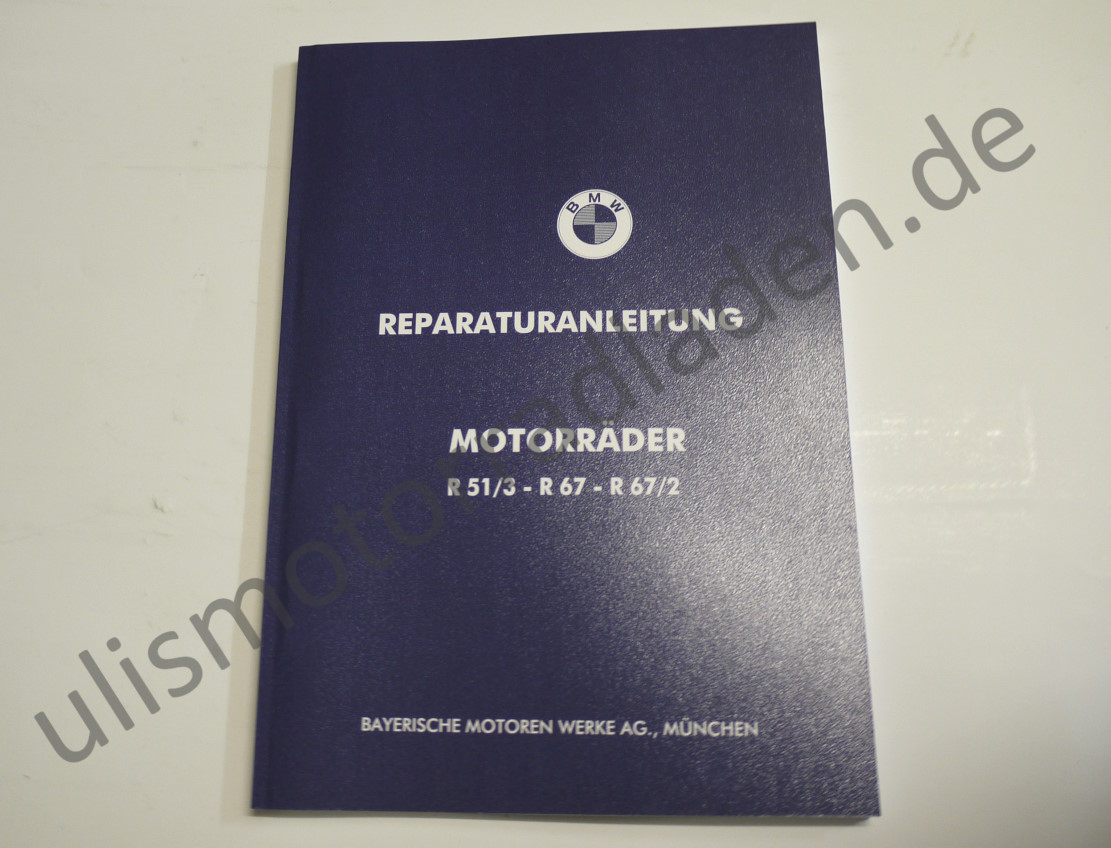 BMW
REPARATURANLEITUNG
MOTORRÄDER
R 51/3 - R 67 - R 67/2
BAYERISCHE MOTOREN WERKE AG., MÜNCHEN
ulismotorradladen.de